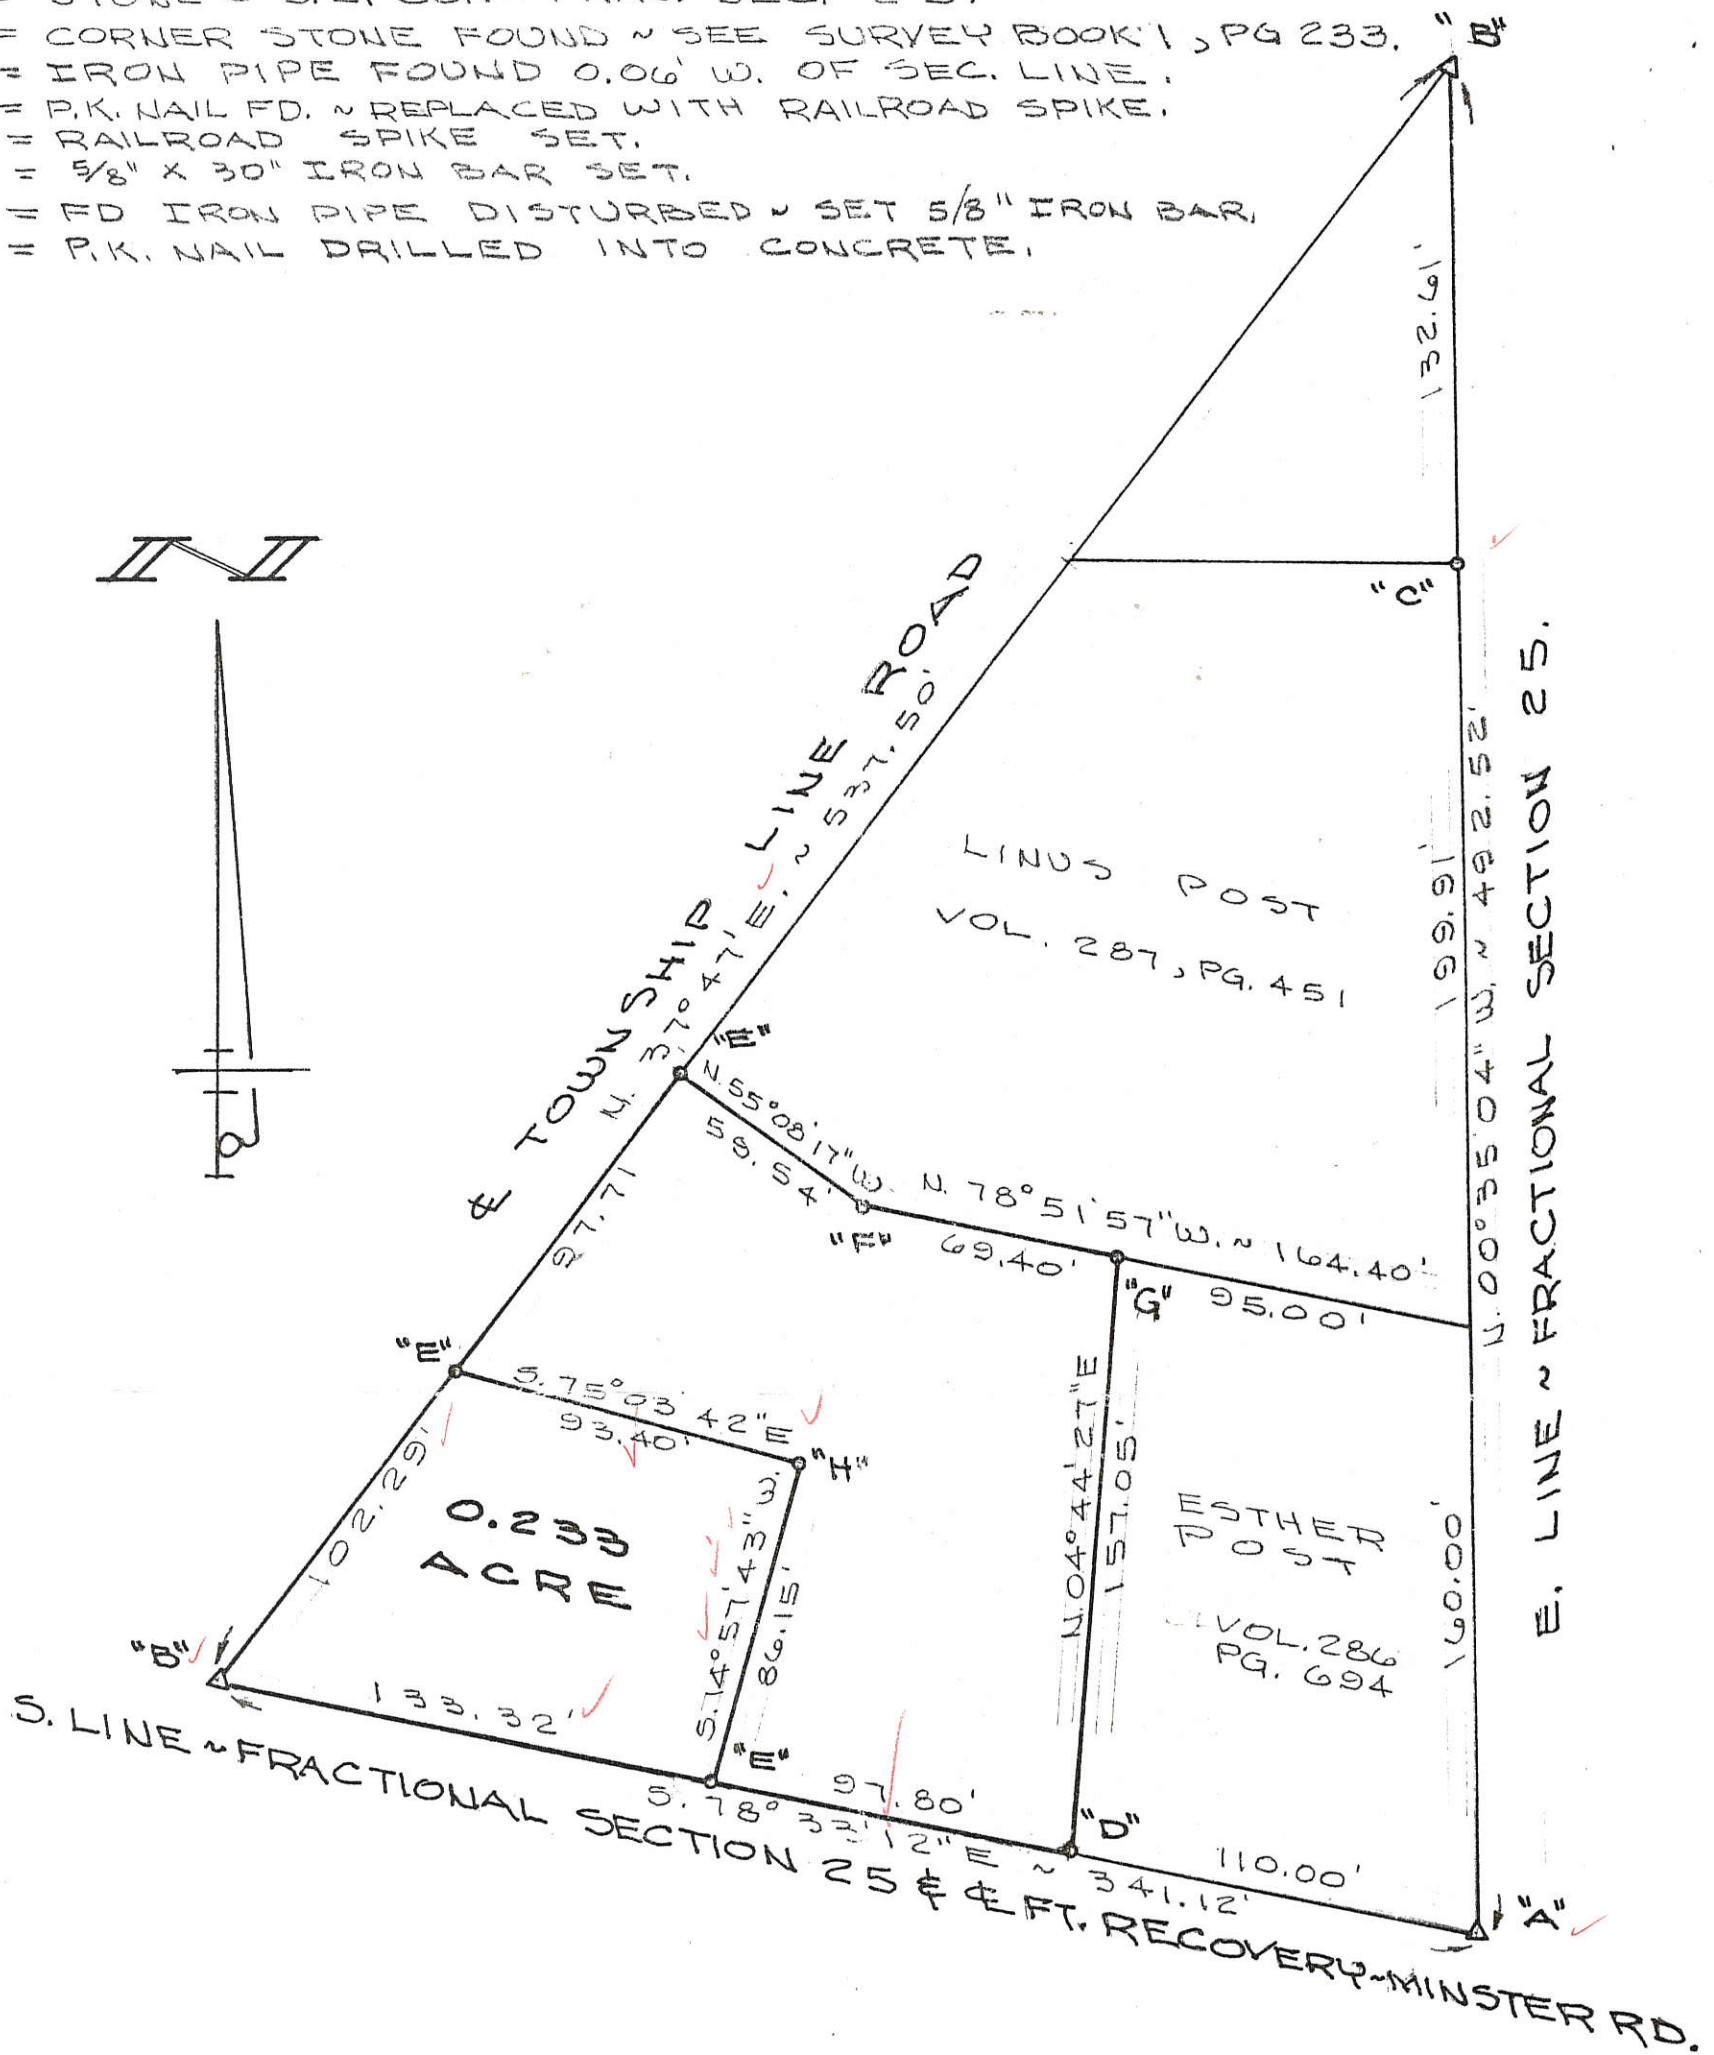 = CORNER STONE FOUND ~ SEE SURVEY BOOK 1, PG 233.
= IRON PIPE FOUND 0.06' W. OF SEC. LINE.
= P.K. NAIL FD. ~ REPLACED WITH RAILROAD SPIKE.
= RAILROAD SPIKE SET.
= 5/8" X 30" IRON BAR SET.
= FD IRON PIPE DISTURBED ~ SET 5/8" IRON BAR.
= P.K. NAIL DRILLED INTO CONCRETE.
"B"
132.61'
N
"C"
℄ TOWNSHIP LINE ROAD
N. 37° 47' E. ~ 537.50'
LINUS POST
VOL. 287, PG. 451
199.91'
N. 00° 35' 04" W. ~ 492.52'
E. LINE ~ FRACTIONAL SECTION 25.
"E"
N. 55° 08' 17" W.
58.54'
"F"
N. 78° 51' 57" W. ~ 164.40'
69.40'
"G"
95.00'
97.71
"E"
S. 75° 03' 42" E
93.40'
"H"
102.29'
0.233
ACRE
S. 14° 57' 43" W.
86.15'
N. 04° 44' 27" E
157.05'
ESTHER
POST
VOL. 286
PG. 694
160.00'
"B"
133.32'
"E"
97.80'
"D"
110.00'
"A"
S. 78° 32' 12" E ~ 341.12'
S. LINE ~ FRACTIONAL SECTION 25 & ℄ FT. RECOVERY-MINSTER RD.